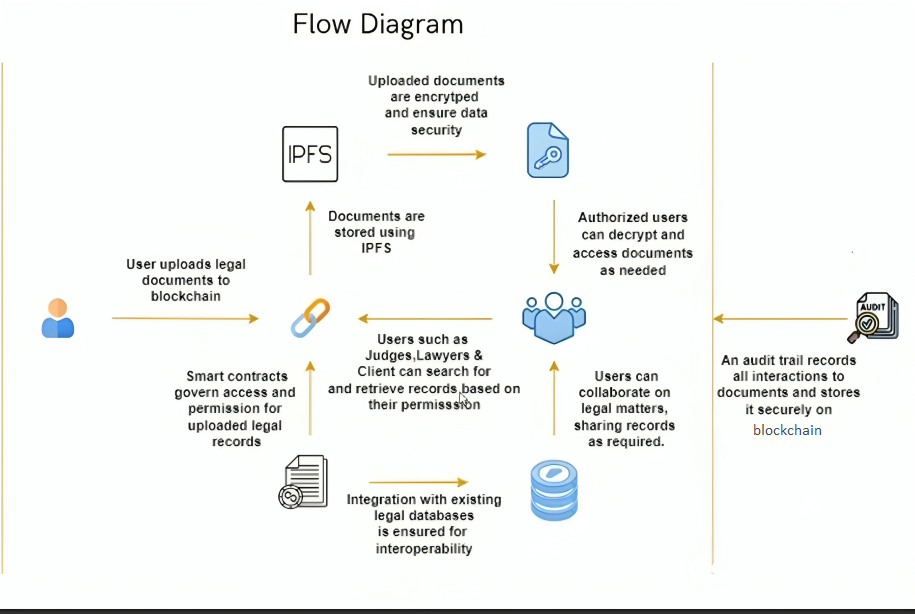 Flow Diagram
Uploaded documents
are encrytped
and ensure data
security
IPFS
Documents are
stored using
IPFS
Authorized users
can decrypt and
access documents
as needed
User uploads legal
documents to
blockchain
AUDIT
Users such as
Judges,Lawyers &
Client can search for
and retrieve records based on
their permisssion
Smart contracts
govern access and
permission for
uploaded legal
records
Users can
collaborate on
legal matters,
sharing records
as required.
An audit trail records
all interactions to
documents and stores
it securely on
blockchain
Integration with existing
legal databases
is ensured for
interoperability